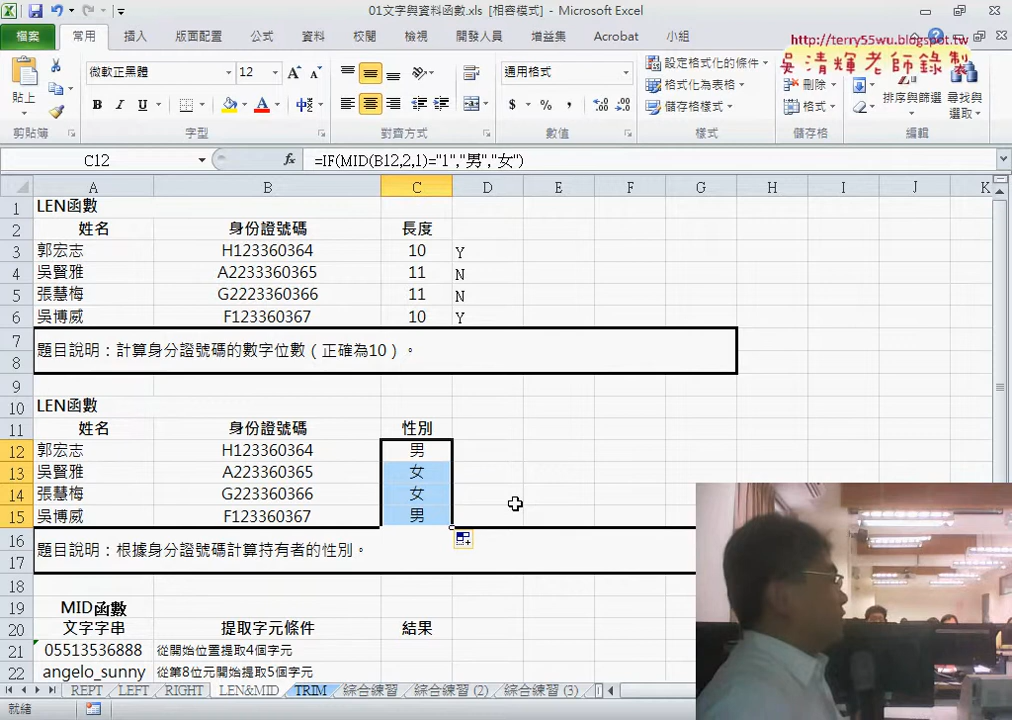 01文字與資料函數.xls [相容模式] - Microsoft Excel
檔案 常用 插入 版面配置 公式 資料 校閱 檢視 開發人員 增益集 Acrobat 小組
http://terry55wu.blogspot.tw
吳清輝老師錄製
貼上 微軟正黑體 12 通用格式 設定格式化的條件 格式化為表格 儲存格樣式 刪除 格式 排序與篩選 尋找與選取
B I U A 中 $ % ,
剪貼簿 字型 對齊方式 數值 樣式 儲存格 編輯
C12 fx =IF(MID(B12,2,1)="1","男","女")
A B C D E F G H I J K
1 LEN函數
2 姓名 身份證號碼 長度
3 郭宏志 H123360364 10 Y
4 吳賢雅 A2233360365 11 N
5 張慧梅 G2223360366 11 N
6 吳博威 F123360367 10 Y
7
題目說明：計算身分證號碼的數字位數（正確為10）。
8
9
10 LEN函數
11 姓名 身份證號碼 性別
12 郭宏志 H123360364 男
13 吳賢雅 A223360365 女
14 張慧梅 G223360366 女
15 吳博威 F123360367 男
16
題目說明：根據身分證號碼計算持有者的性別。
17
18
19 MID函數
20 文字字串 提取字元條件 結果
21 05513536888 從開始位置提取4個字元
22 angelo_sunny 從第8位元開始提取5個字元
REPT LEFT RIGHT LEN&MID TRIM 綜合練習 綜合練習 (2) 綜合練習 (3)
就緒